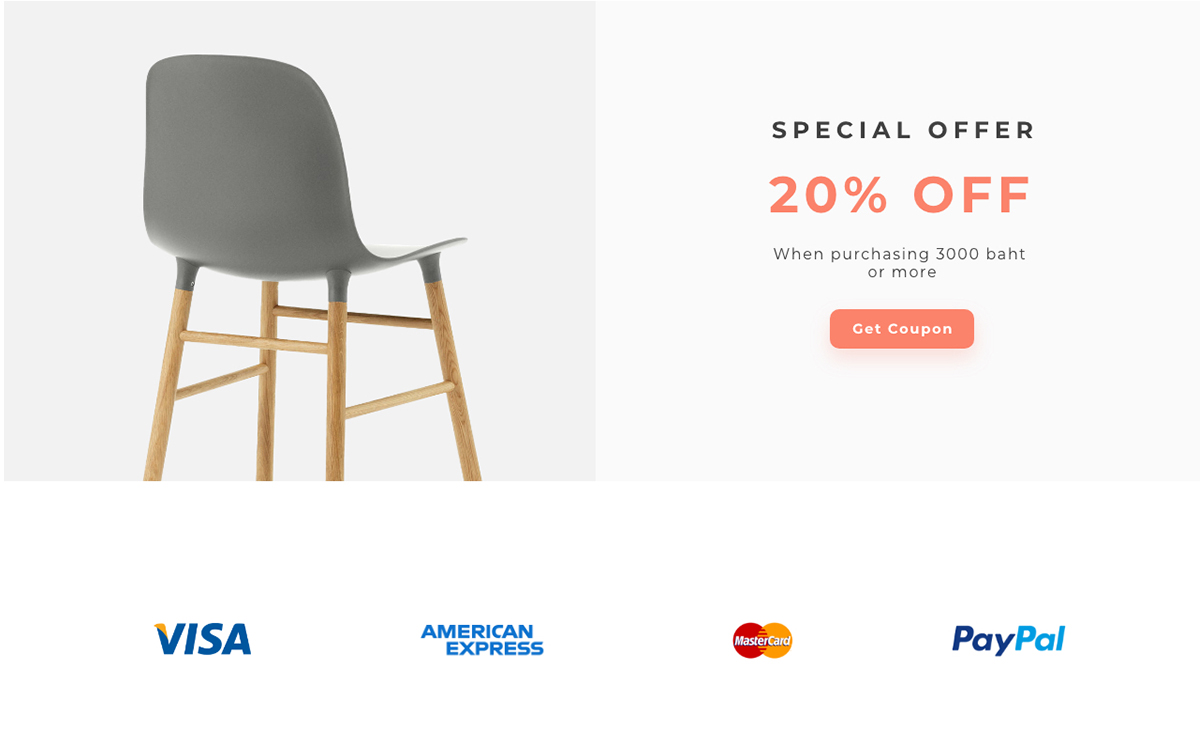 SPECIAL OFFER
20% OFF
When purchasing 3000 baht
or more
Get Coupon
VISA
AMERICAN
EXPRESS
MasterCard
PayPal